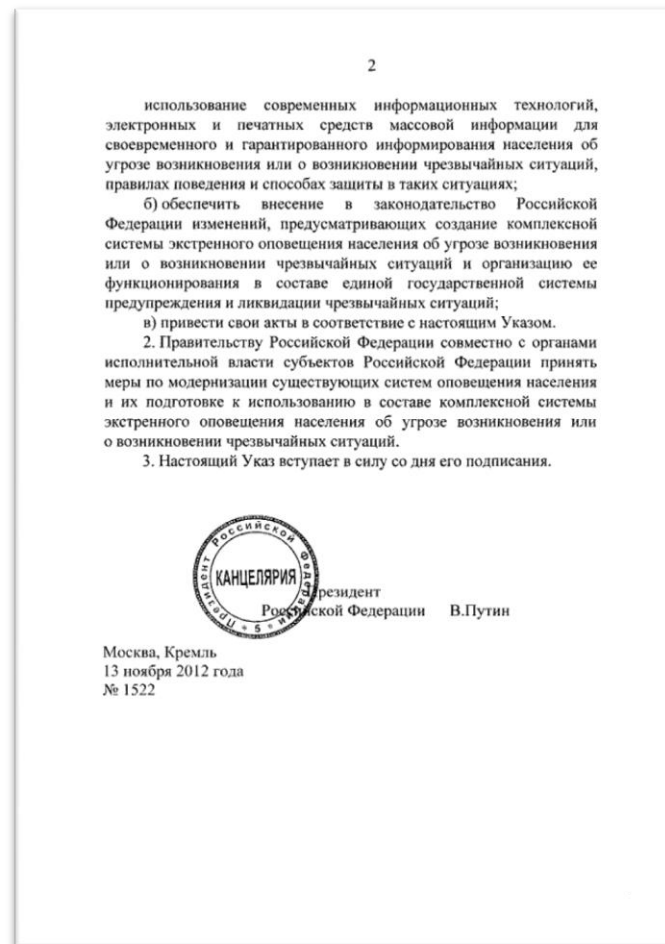 2
использование современных информационных технологий,
электронных и печатных средств массовой информации для
своевременного и гарантированного информирования населения об
угрозе возникновения или о возникновении чрезвычайных ситуаций,
правилах поведения и способах защиты в таких ситуациях;
б) обеспечить внесение в законодательство Российской
Федерации изменений, предусматривающих создание комплексной
системы экстренного оповещения населения об угрозе возникновения
или о возникновении чрезвычайных ситуаций и организацию ее
функционирования в составе единой государственной системы
предупреждения и ликвидации чрезвычайных ситуаций;
в) привести свои акты в соответствие с настоящим Указом.
2. Правительству Российской Федерации совместно с органами
исполнительной власти субъектов Российской Федерации принять
меры по модернизации существующих систем оповещения населения
и их подготовке к использованию в составе комплексной системы
экстренного оповещения населения об угрозе возникновения или
о возникновении чрезвычайных ситуаций.
3. Настоящий Указ вступает в силу со дня его подписания.
Президент Российской Федерации * 5 *
КАНЦЕЛЯРИЯ
Президент
Российской Федерации В.Путин
Москва, Кремль
13 ноября 2012 года
№ 1522